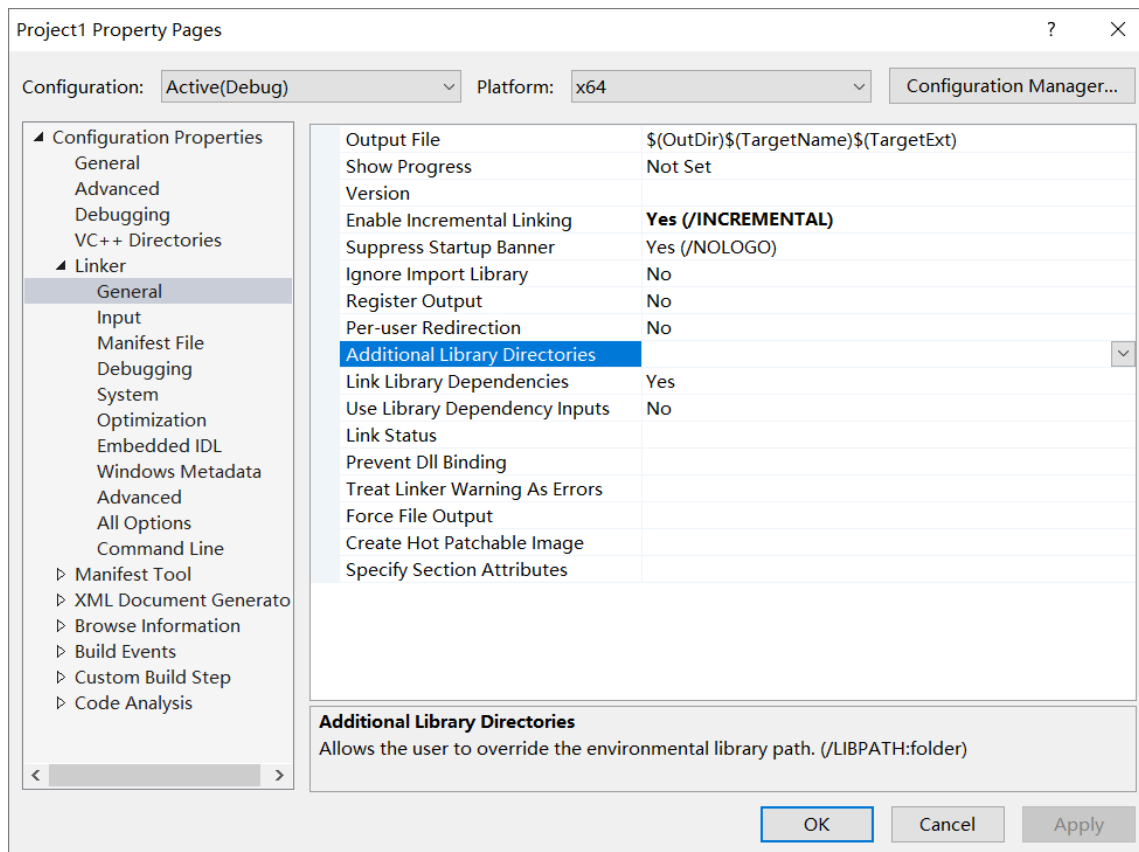 Project1 Property Pages
?
Configuration: Active(Debug) Platform: x64 Configuration Manager...
Configuration Properties
General
Advanced
Debugging
VC++ Directories
Linker
General
Input
Manifest File
Debugging
System
Optimization
Embedded IDL
Windows Metadata
Advanced
All Options
Command Line
Manifest Tool
XML Document Generato
Browse Information
Build Events
Custom Build Step
Code Analysis
Output File $(OutDir)$(TargetName)$(TargetExt)
Show Progress Not Set
Version
Enable Incremental Linking Yes (/INCREMENTAL)
Suppress Startup Banner Yes (/NOLOGO)
Ignore Import Library No
Register Output No
Per-user Redirection No
Additional Library Directories
Link Library Dependencies Yes
Use Library Dependency Inputs No
Link Status
Prevent Dll Binding
Treat Linker Warning As Errors
Force File Output
Create Hot Patchable Image
Specify Section Attributes
Additional Library Directories
Allows the user to override the environmental library path. (/LIBPATH:folder)
OK Cancel Apply